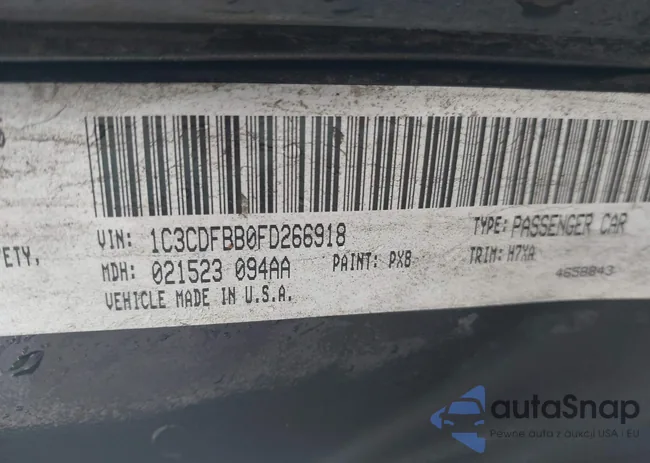 VIN: 1C3CDFBB0FD266918
TYPE: PASSENGER CAR
ETY,
MDH: 021523 094AA
PAINT: PX8
TRIM: H7XA
VEHICLE MADE IN U.S.A.
4658843
autaSnap
Pewne auta z aukcji USA - EU